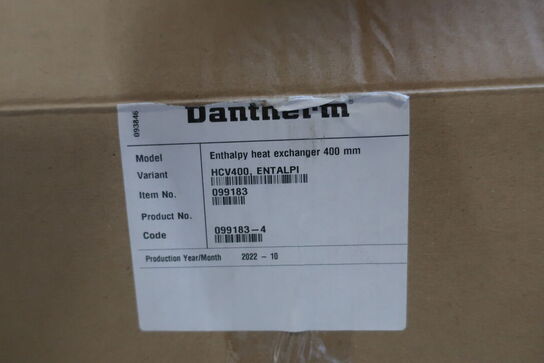 Dantherm®
093846
Model Enthalpy heat exchanger 400 mm
Variant HCV400, ENTALPI
Item No. 099183
Product No.
Code 099183-4
Production Year/Month 2022 - 10